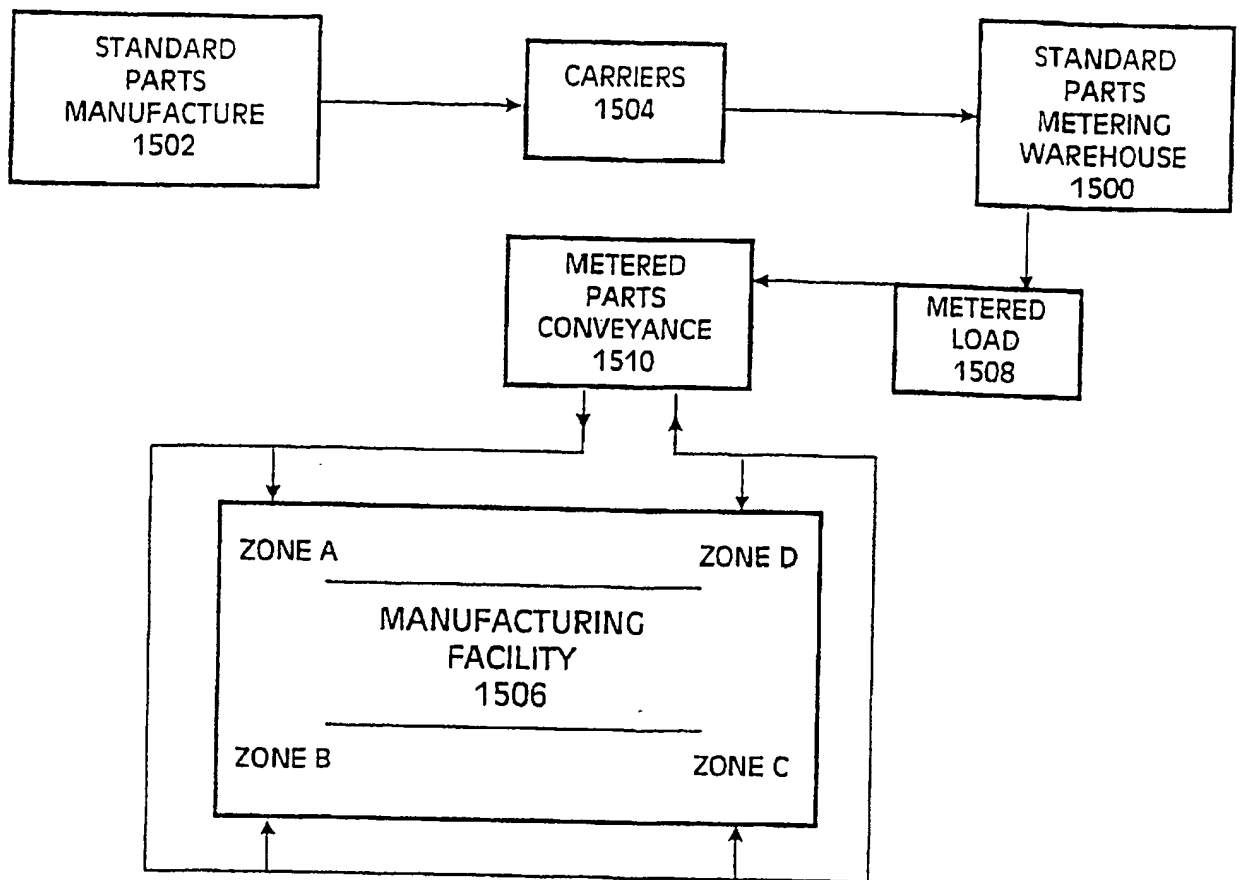 STANDARD
PARTS
MANUFACTURE
1502
CARRIERS
1504
STANDARD
PARTS
METERING
WAREHOUSE
1500
METERED
PARTS
CONVEYANCE
1510
METERED
LOAD
1508
ZONE A
ZONE D
MANUFACTURING
FACILITY
1506
ZONE B
ZONE C